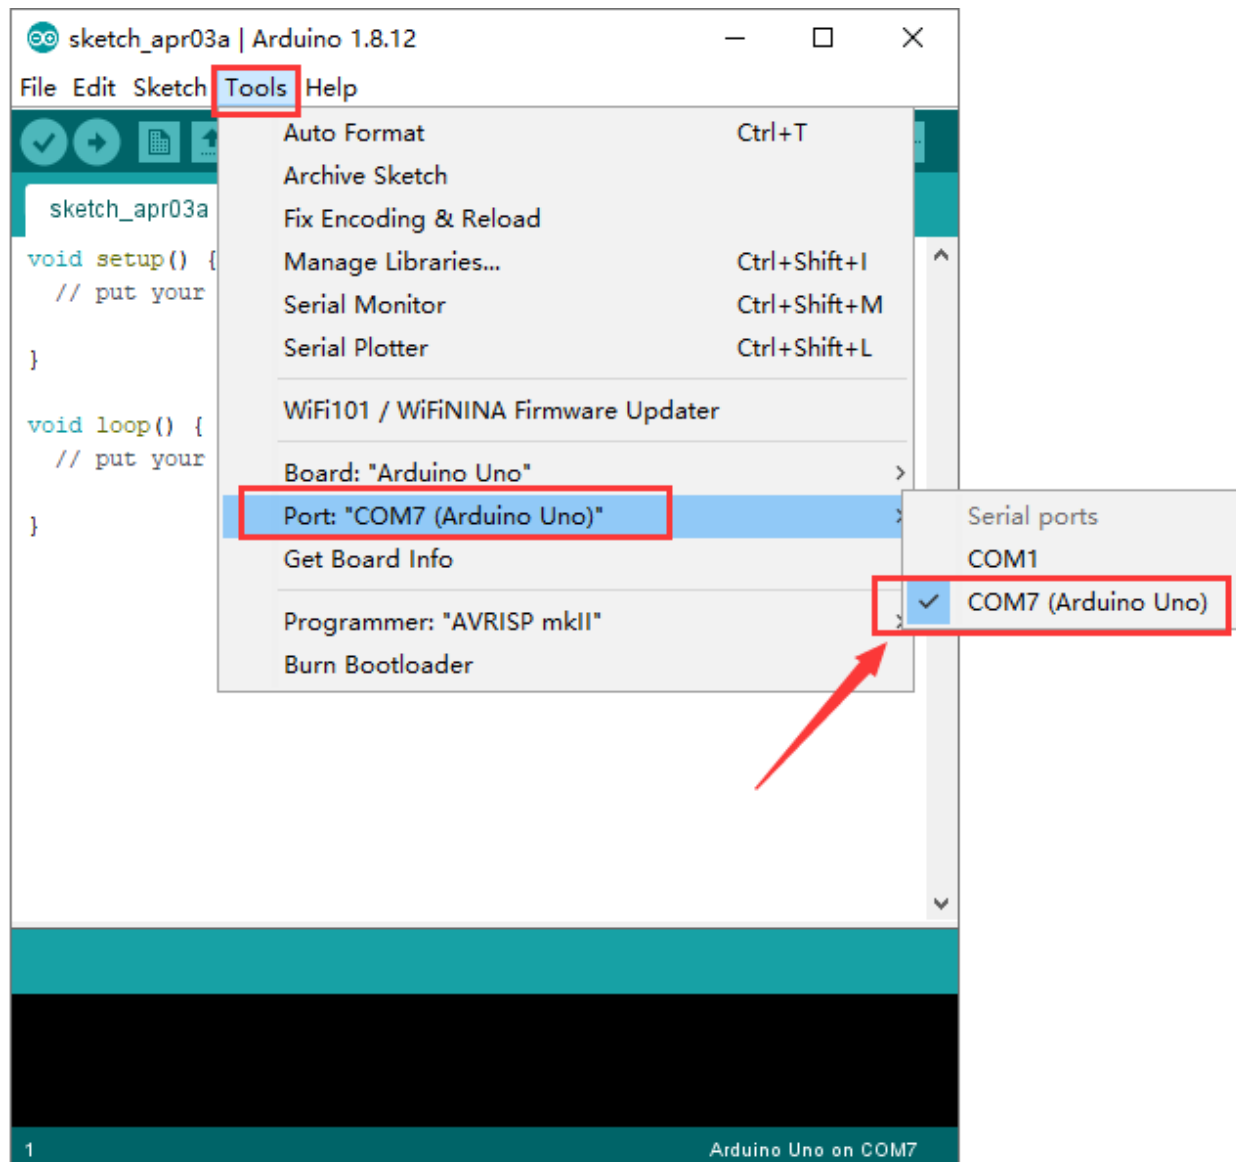 sketch_apr03a | Arduino 1.8.12
File Edit Sketch Tools Help
Auto Format Ctrl+T
Archive Sketch
sketch_apr03a
Fix Encoding & Reload
void setup() {
Manage Libraries... Ctrl+Shift+I
// put your
Serial Monitor Ctrl+Shift+M
Serial Plotter Ctrl+Shift+L
}
WiFi101 / WiFiNINA Firmware Updater
void loop() {
// put your
Board: "Arduino Uno"
Port: "COM7 (Arduino Uno)"
Serial ports
}
Get Board Info
COM1
COM7 (Arduino Uno)
Programmer: "AVRISP mkII"
Burn Bootloader
1 Arduino Uno on COM7